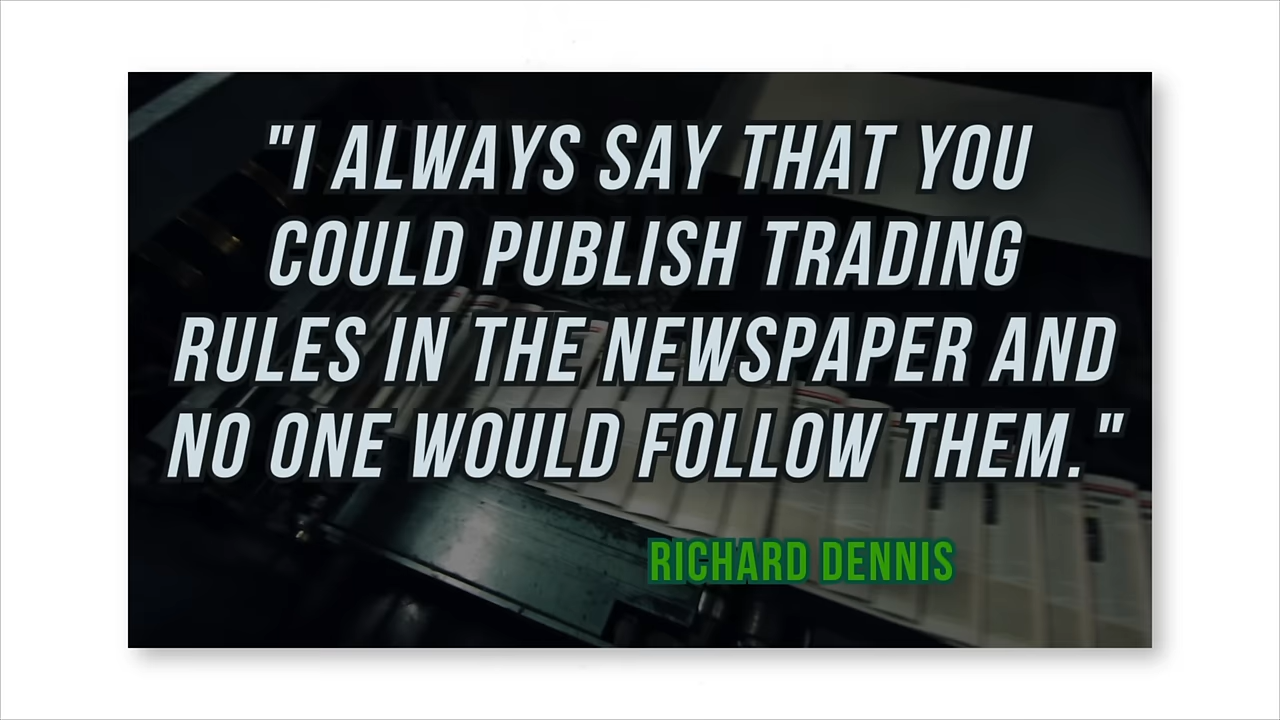 "I ALWAYS SAY THAT YOU
COULD PUBLISH TRADING
RULES IN THE NEWSPAPER AND
NO ONE WOULD FOLLOW THEM."
RICHARD DENNIS